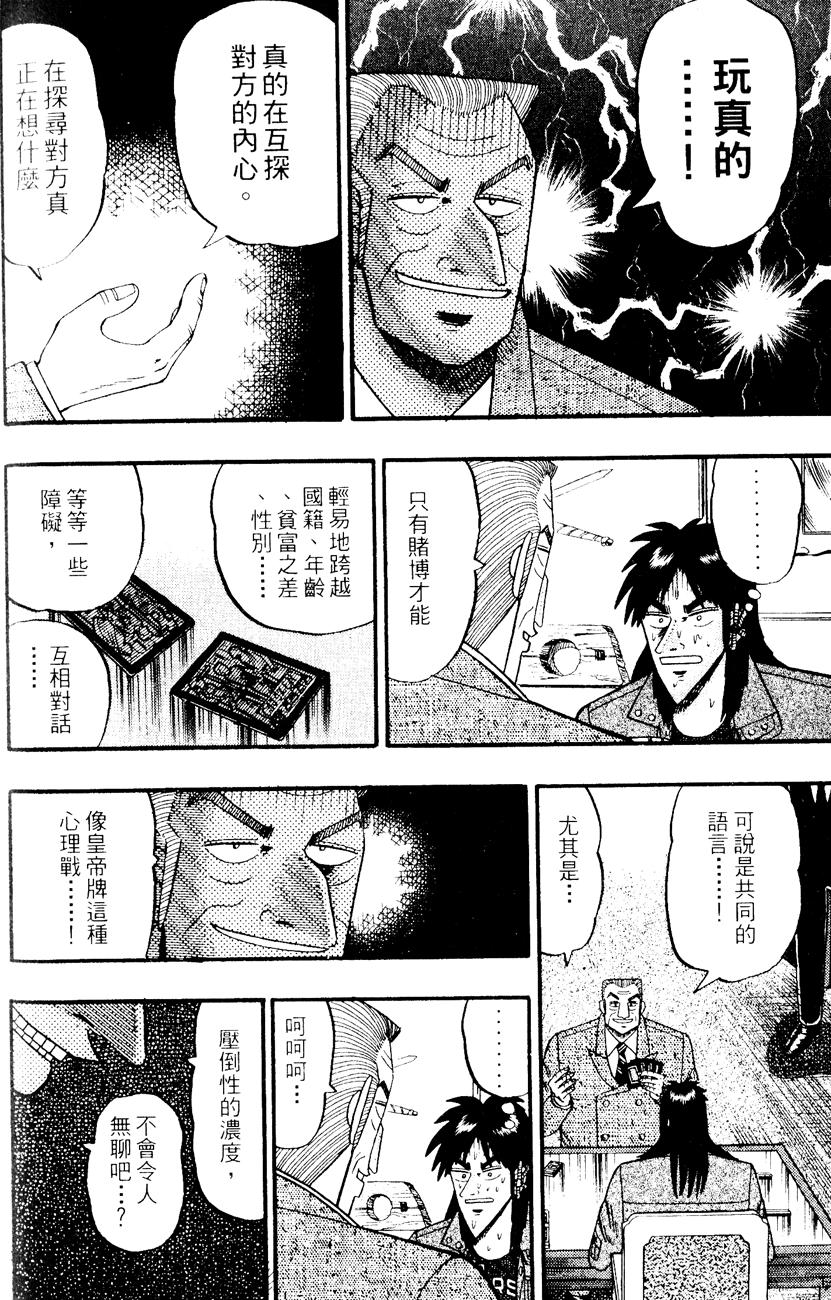 玩真的
……！
真的在互探
對方的內心。
在探尋對方真
正在想什麼
………
只有賭博才能
輕易地跨越
國籍、年齡
、貧富之差
、性別……
等等一些
障礙，
互相對話
……
可說是共同的
語言……！
尤其是…
像皇帝牌這種
心理戰……！
……
呵呵呵…
壓倒性的濃度，
不會令人
無聊吧…？